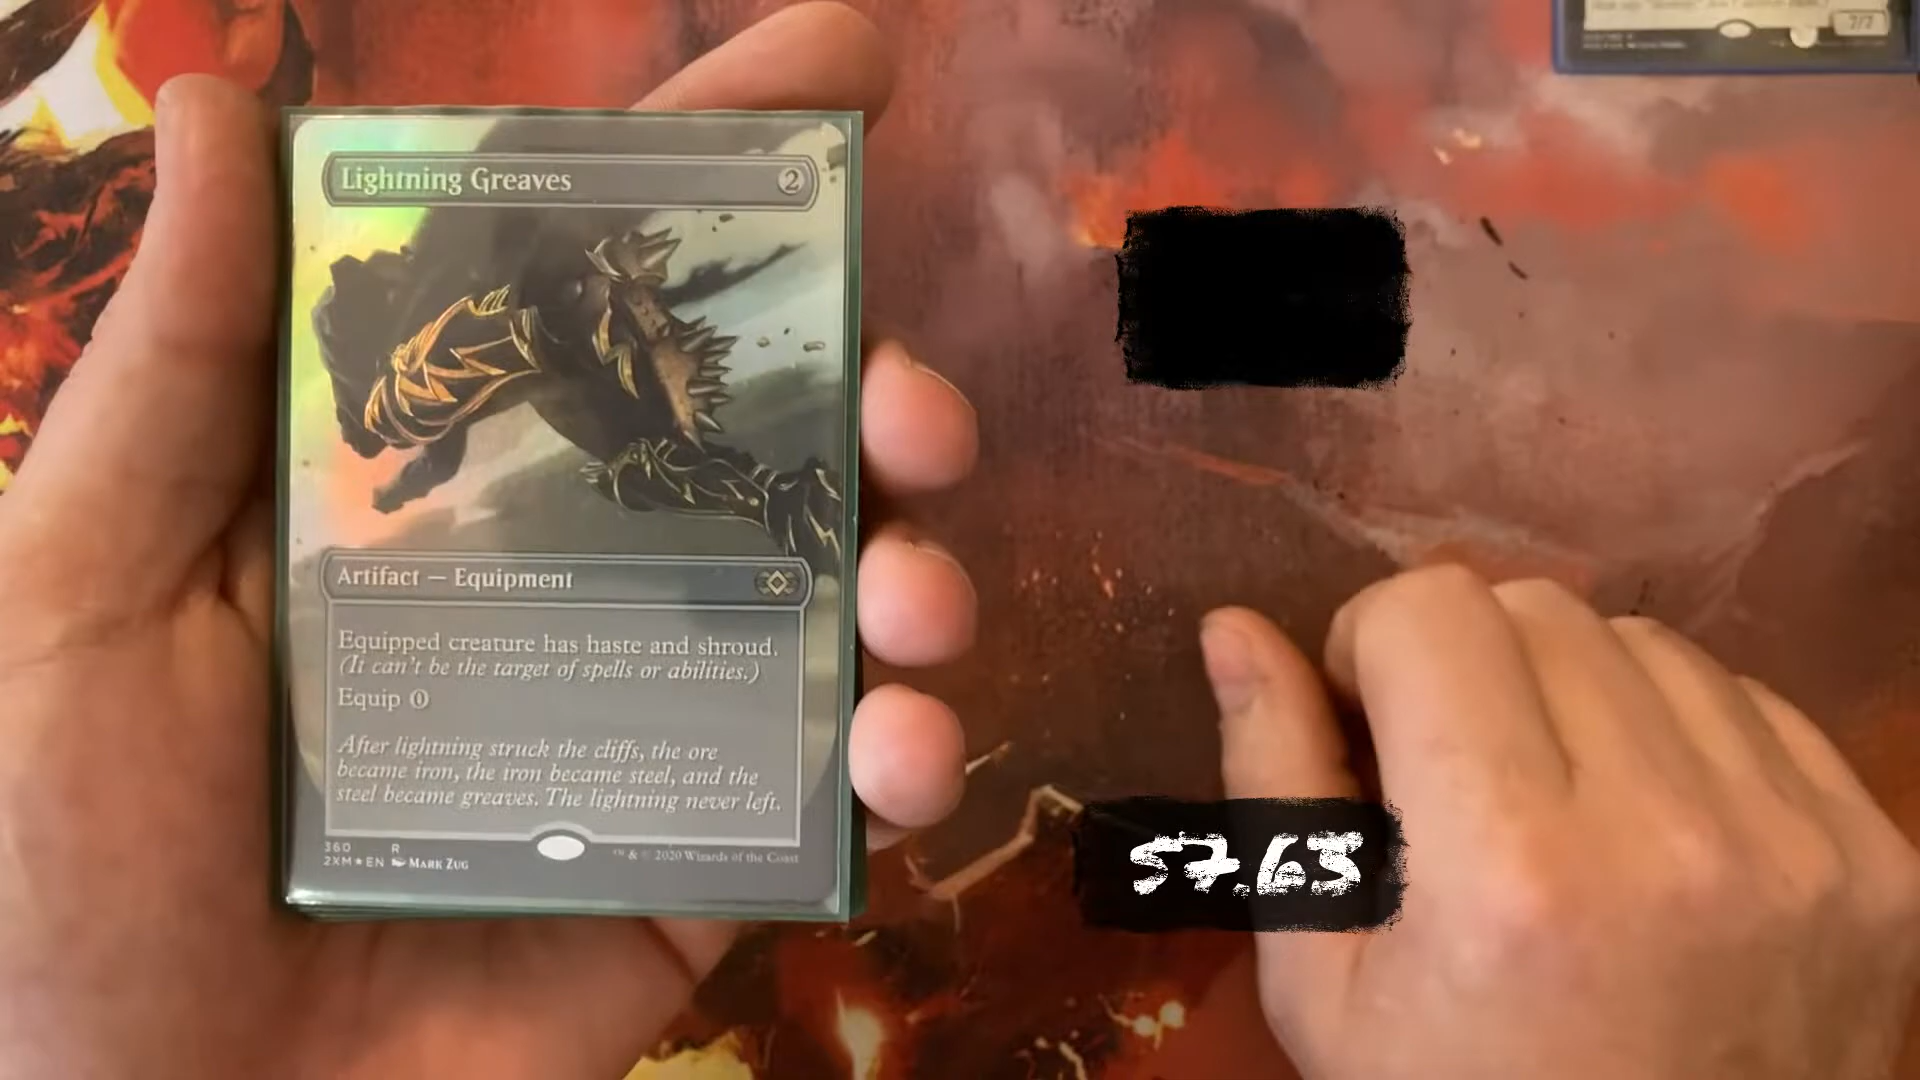 Lightning Greaves 2
Artifact — Equipment
Equipped creature has haste and shroud.
(It can't be the target of spells or abilities.)
Equip 0
After lightning struck the cliffs, the ore
became iron, the iron became steel, and the
steel became greaves. The lightning never left.
360 R
2XM★EN Mark Zug
™ & © 2020 Wizards of the Coast
57.63
7/7